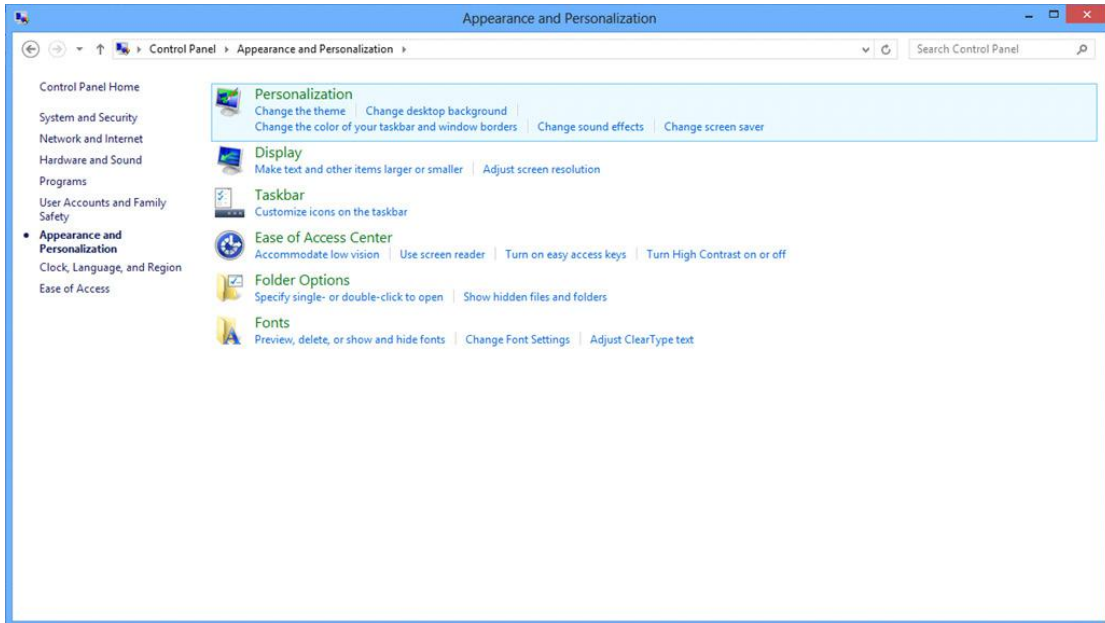 Appearance and Personalization
Control Panel Appearance and Personalization
Search Control Panel
Control Panel Home
System and Security
Network and Internet
Hardware and Sound
Programs
User Accounts and Family
Safety
Appearance and
Personalization
Clock, Language, and Region
Ease of Access
Personalization
Change the theme Change desktop background
Change the color of your taskbar and window borders Change sound effects Change screen saver
Display
Make text and other items larger or smaller Adjust screen resolution
Taskbar
Customize icons on the taskbar
Ease of Access Center
Accommodate low vision Use screen reader Turn on easy access keys Turn High Contrast on or off
Folder Options
Specify single- or double-click to open Show hidden files and folders
Fonts
Preview, delete, or show and hide fonts Change Font Settings Adjust ClearType text